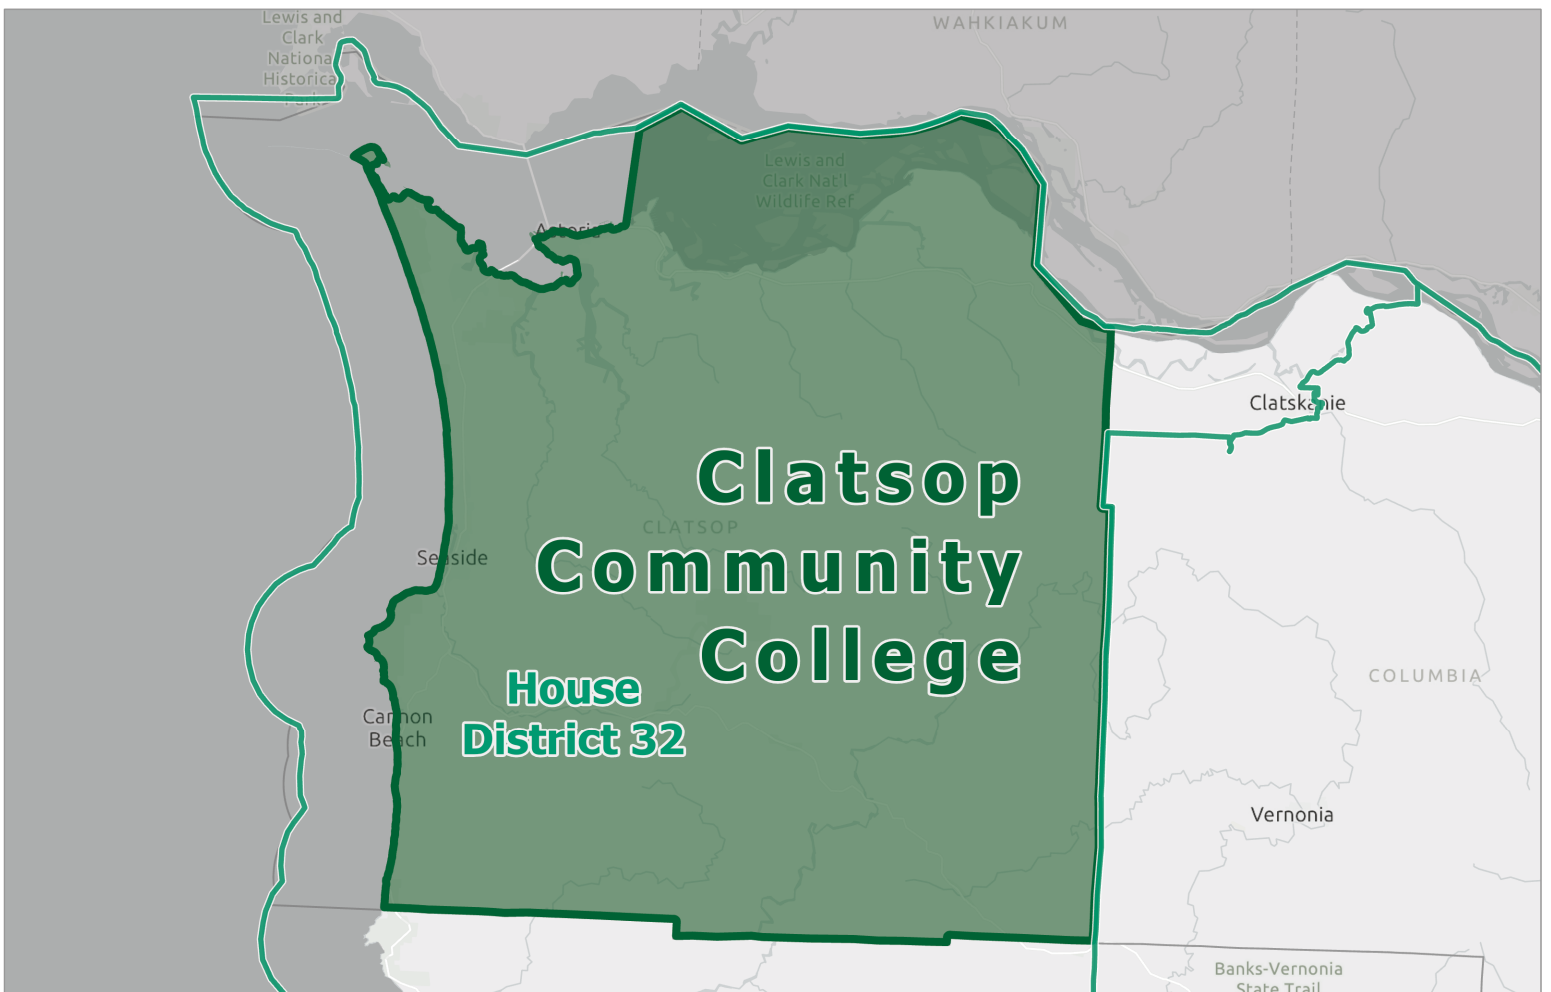 Lewis and
Clark
National
Historical
Park
WAHKIAKUM
Lewis and
Clark Nat'l
Wildlife Ref
Astoria
Clatskanie
Clatsop
Community
College
CLATSOP
Seaside
House
District 32
Cannon
Beach
COLUMBIA
Vernonia
Banks-Vernonia
State Trail